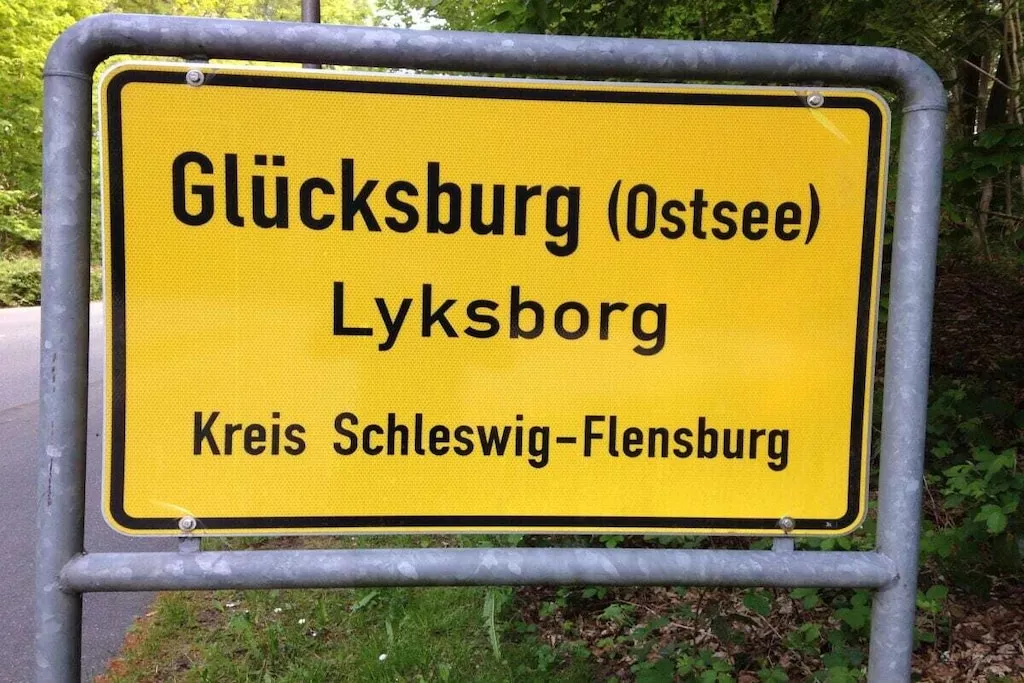 Glücksburg (Ostsee)
Lyksborg
Kreis Schleswig-Flensburg